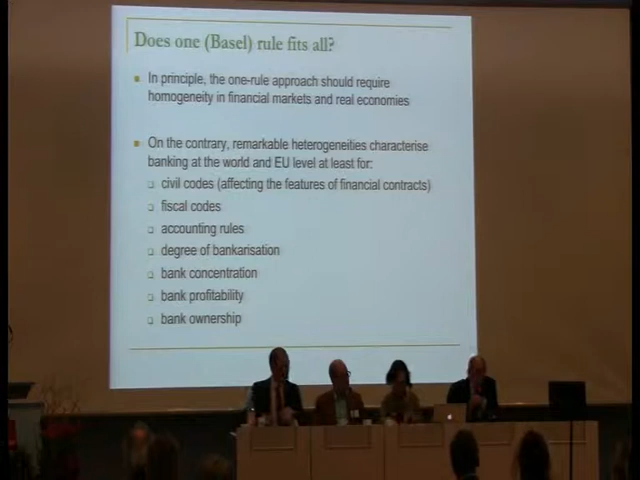 Does one (Basel) rule fits all?
In principle, the one-rule approach should require
homogeneity in financial markets and real economies
On the contrary, remarkable heterogeneities characterise
banking at the world and EU level at least for:
civil codes (affecting the features of financial contracts)
fiscal codes
accounting rules
degree of bankarisation
bank concentration
bank profitability
bank ownership